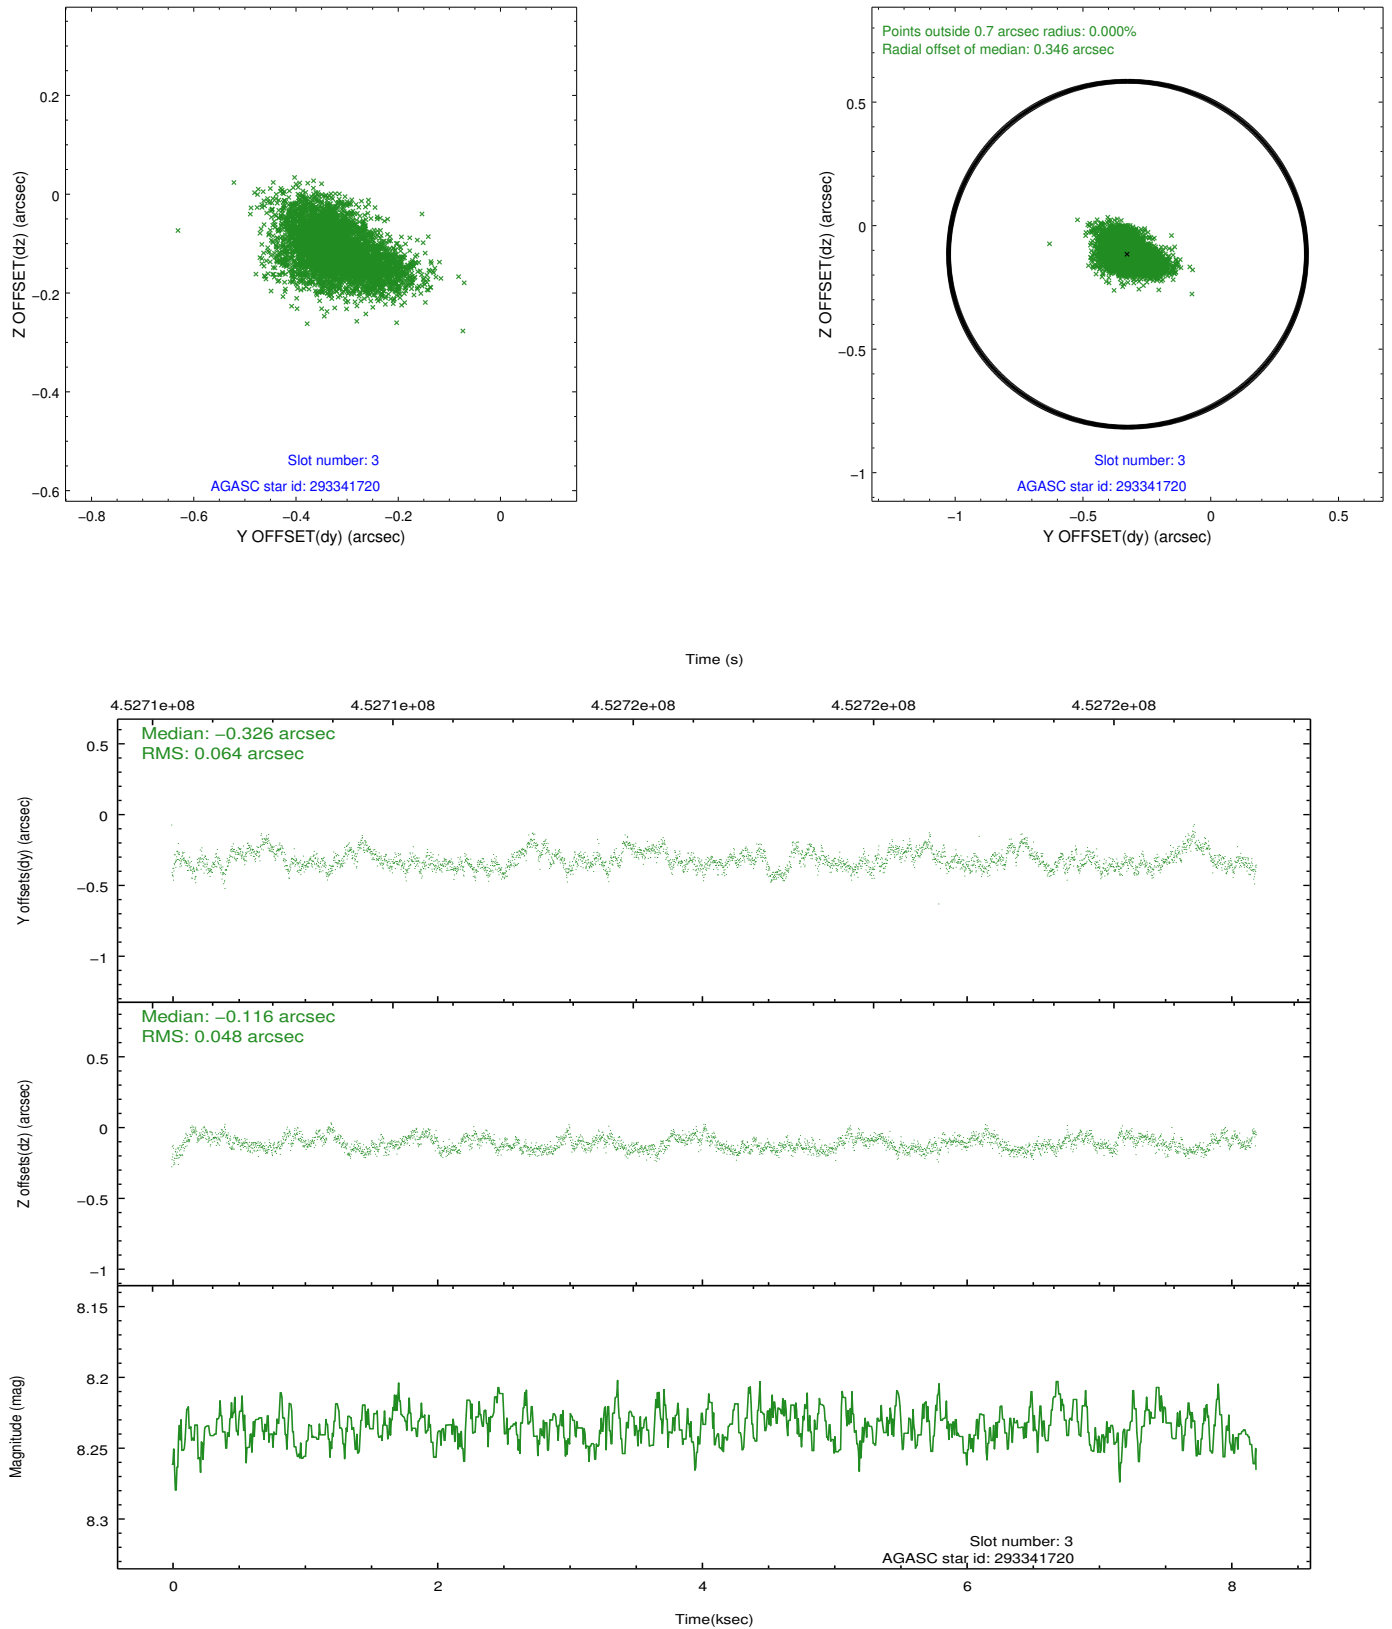 0.2
0
−0.2
−0.4
−0.6
Z OFFSET(dz) (arcsec)
Slot number: 3
AGASC star id: 293341720
−0.8
−0.6
−0.4
−0.2
0
Y OFFSET(dy) (arcsec)
Points outside 0.7 arcsec radius: 0.000%
Radial offset of median: 0.346 arcsec
0.5
0
−0.5
−1
Z OFFSET(dz) (arcsec)
Slot number: 3
AGASC star id: 293341720
−1
−0.5
0
0.5
Y OFFSET(dy) (arcsec)
Time (s)
4.5271e+08
4.5271e+08
4.5272e+08
4.5272e+08
4.5272e+08
Median: −0.326 arcsec
RMS: 0.064 arcsec
0.5
0
−0.5
−1
Y offsets(dy) (arcsec)
Median: −0.116 arcsec
RMS: 0.048 arcsec
0.5
0
−0.5
−1
Z offsets(dz) (arcsec)
8.15
8.2
8.25
8.3
Magnitude (mag)
Slot number: 3
AGASC star id: 293341720
0
2
4
6
8
Time(ksec)